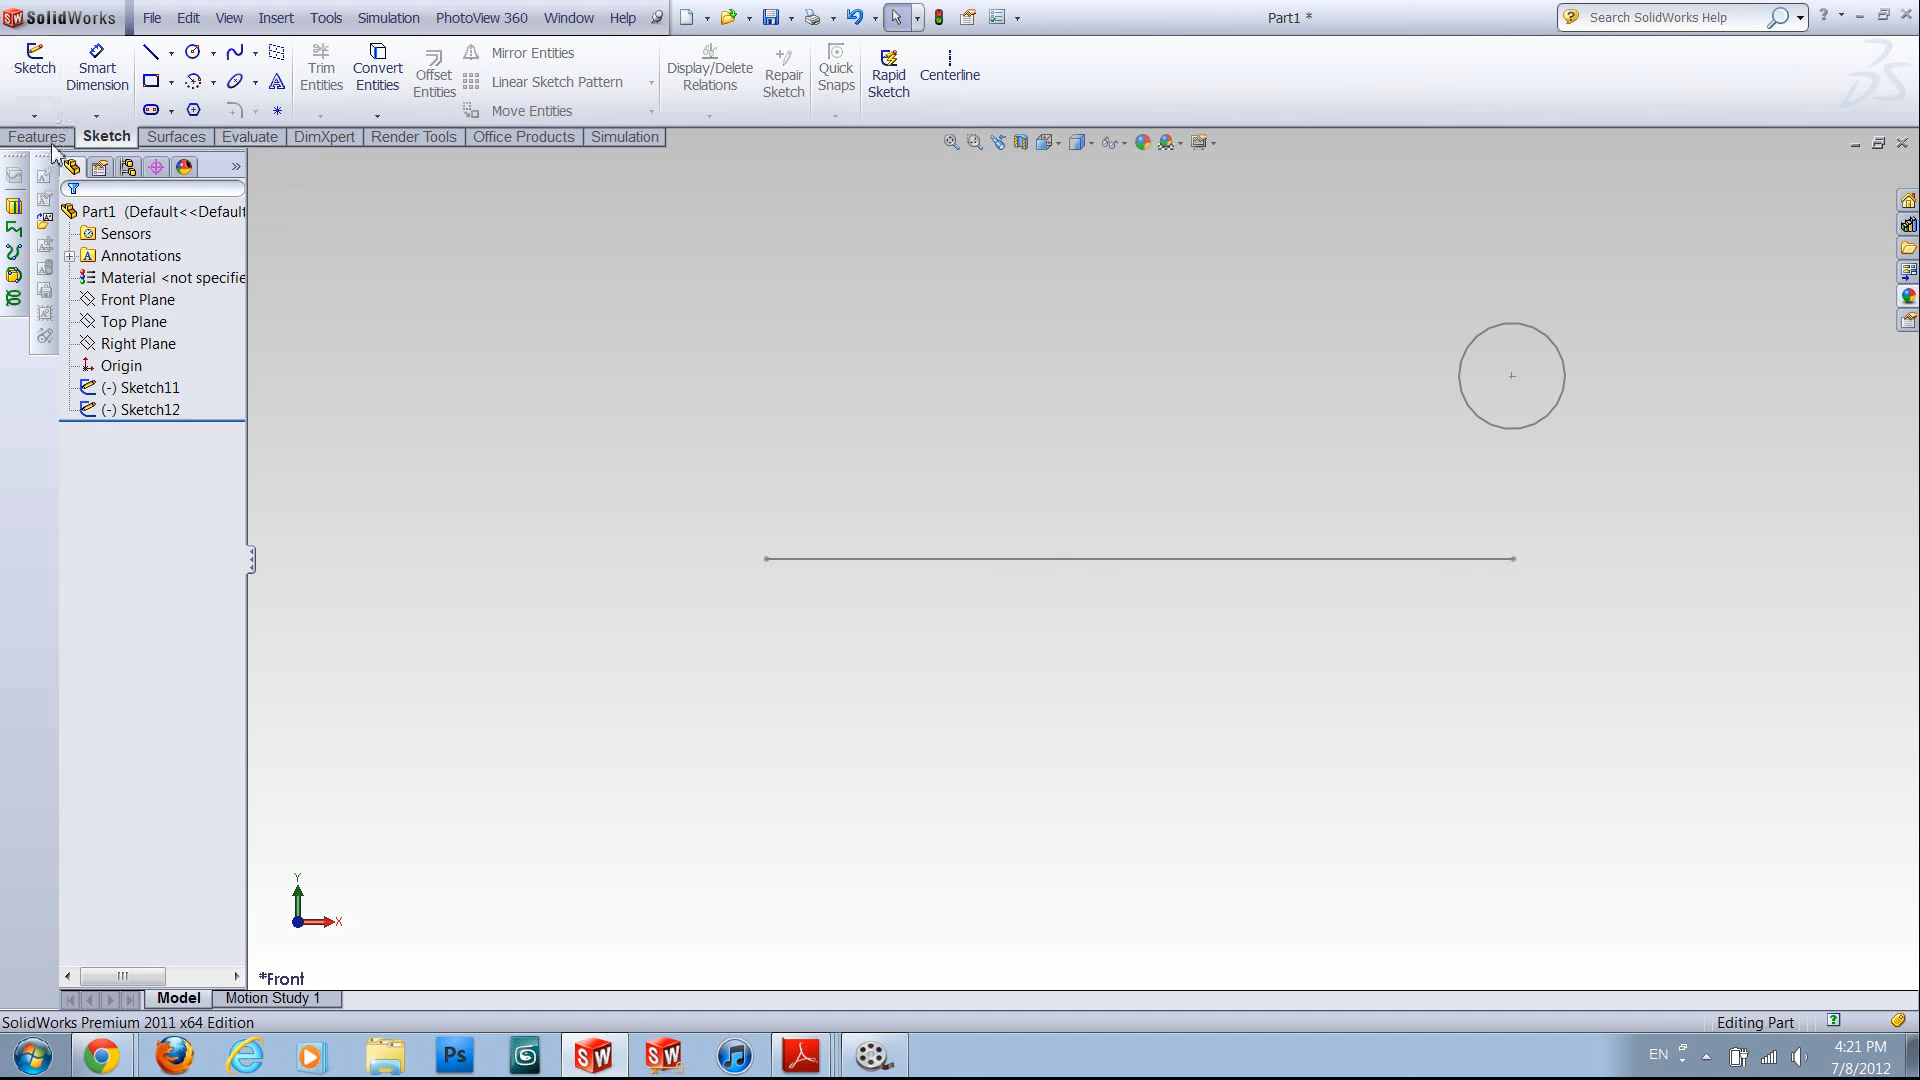 SolidWorks File Edit View Insert Tools Simulation PhotoView 360 Window Help Part1 * Search SolidWorks Help
Sketch Smart Dimension Trim Entities Convert Entities Offset Entities Mirror Entities Linear Sketch Pattern Move Entities Display/Delete Relations Repair Sketch Quick Snaps Rapid Sketch Centerline
Features Sketch Surfaces Evaluate DimXpert Render Tools Office Products Simulation
Part1 (Default<<Default
Sensors
Annotations
Material <not specifie
Front Plane
Top Plane
Right Plane
Origin
(-) Sketch11
(-) Sketch12
Y
X
*Front
Model Motion Study 1
SolidWorks Premium 2011 x64 Edition Editing Part
Ps SW SW EN 4:21 PM
7/8/2012